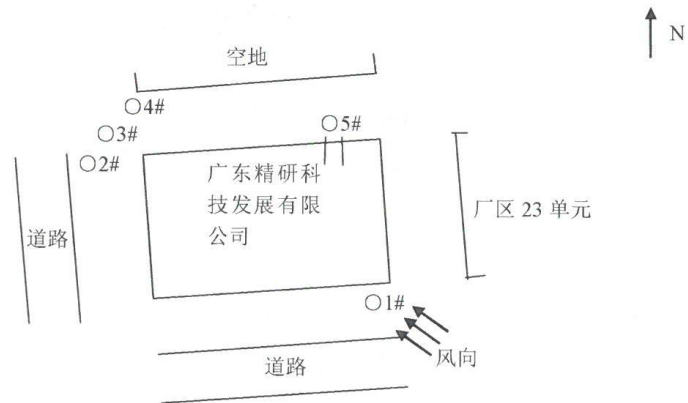 N
空地
○4#
○3#
○5#
○2#
广东精研科
技发展有限
公司
厂区 23 单元
道路
○1#
风向
道路